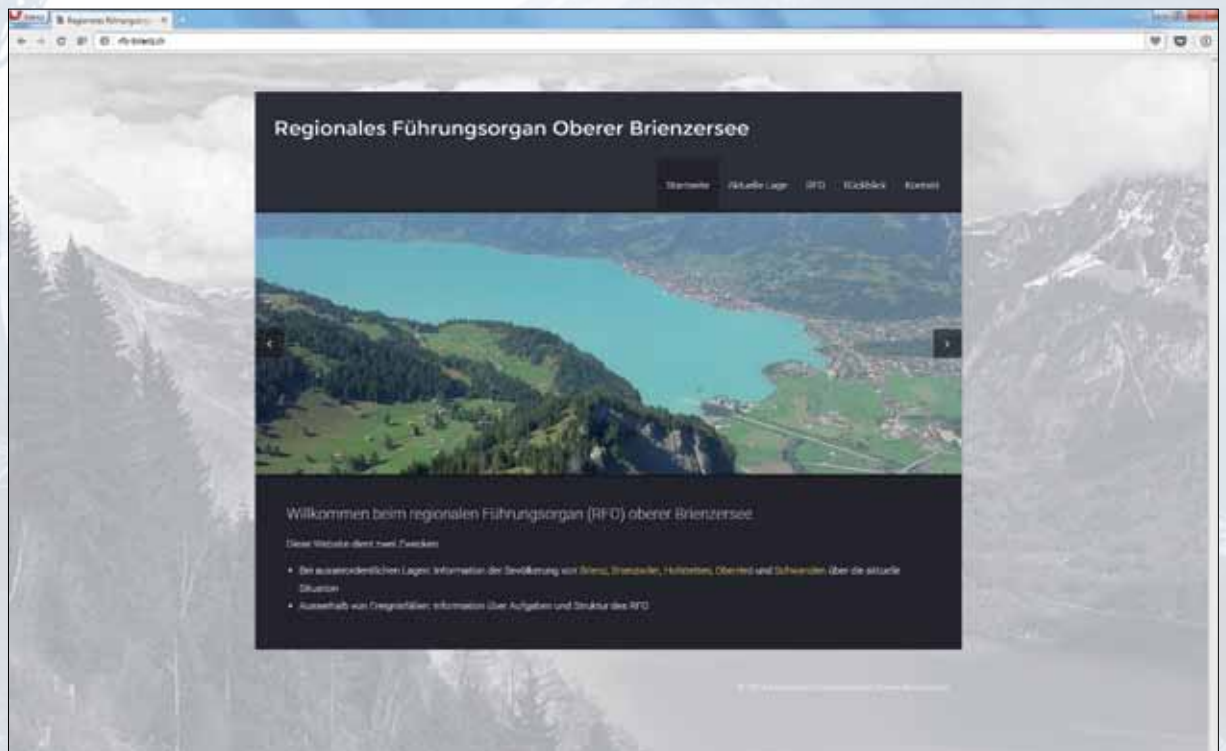 Regionales Führungsorgan Oberer Brienzersee
Startseite Aktuelle Lage RFO Rückblick Kontakt
Willkommen beim regionalen Führungsorgan (RFO) oberer Brienzersee
Diese Website dient zwei Zwecken:
• Bei ausserordentlichen Lagen: Information der Bevölkerung von Brienz, Brienzwiler, Hofstetten, Oberried und Schwanden über die aktuelle
Situation
• Ausserhalb von Ereignisfällen: Information über Aufgaben und Struktur des RFO